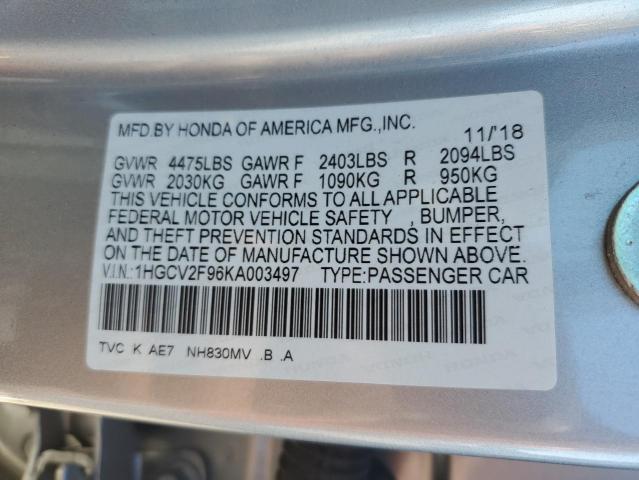 MFD.BY HONDA OF AMERICA MFG.,INC. 11/'18
GVWR 4475LBS GAWR F 2403LBS R 2094LBS
GVWR 2030KG GAWR F 1090KG R 950KG
THIS VEHICLE CONFORMS TO ALL APPLICABLE
FEDERAL MOTOR VEHICLE SAFETY , BUMPER,
AND THEFT PREVENTION STANDARDS IN EFFECT
ON THE DATE OF MANUFACTURE SHOWN ABOVE.
V.I.N.:1HGCV2F96KA003497 TYPE:PASSENGER CAR
TVC K AE7 NH830MV .B .A